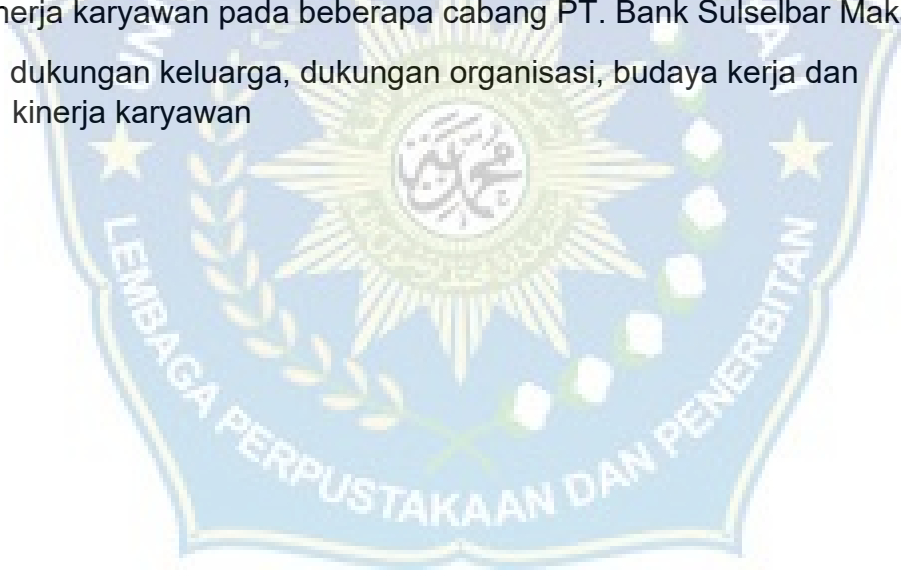 nerja karyawan pada beberapa cabang PT. Bank Sulselbar Mak
dukungan keluarga, dukungan organisasi, budaya kerja dan
kinerja karyawan
LEMBAGA PERPUSTAKAAN DAN PENERBITAN